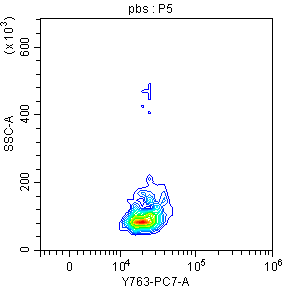 pbs : P5
(x 10³)
SSC-A
600
400
200
0
0 10⁴ 10⁵ 10⁶
Y763-PC7-A